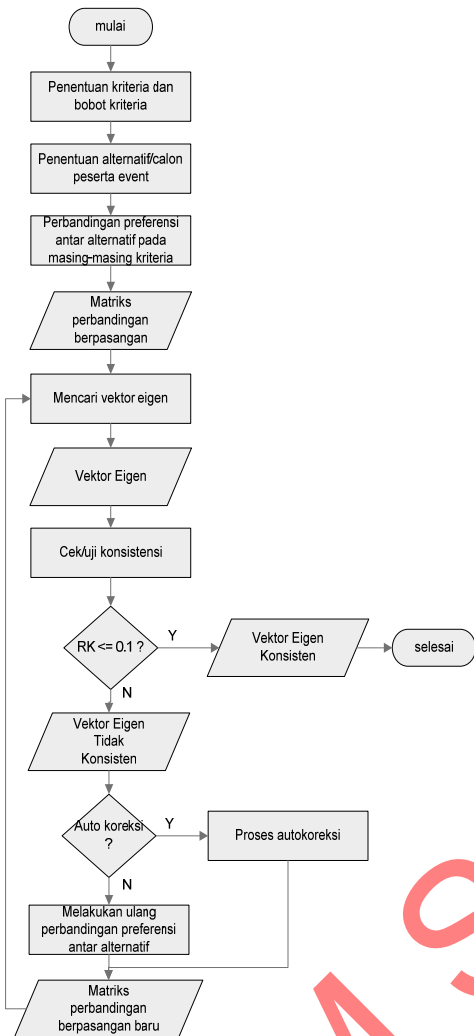 mulai
Penentuan kriteria dan
bobot kriteria
Penentuan alternatif/calon
peserta event
Perbandingan preferensi
antar alternatif pada
masing-masing kriteria
Matriks
perbandingan
berpasangan
Mencari vektor eigen
Vektor Eigen
Cek/uji konsistensi
RK <= 0.1 ?
Y
Vektor Eigen
Konsisten
selesai
N
Vektor Eigen
Tidak
Konsisten
Auto koreksi
?
Y
Proses autokoreksi
N
Melakukan ulang
perbandingan preferensi
antar alternatif
Matriks
perbandingan
berpasangan baru